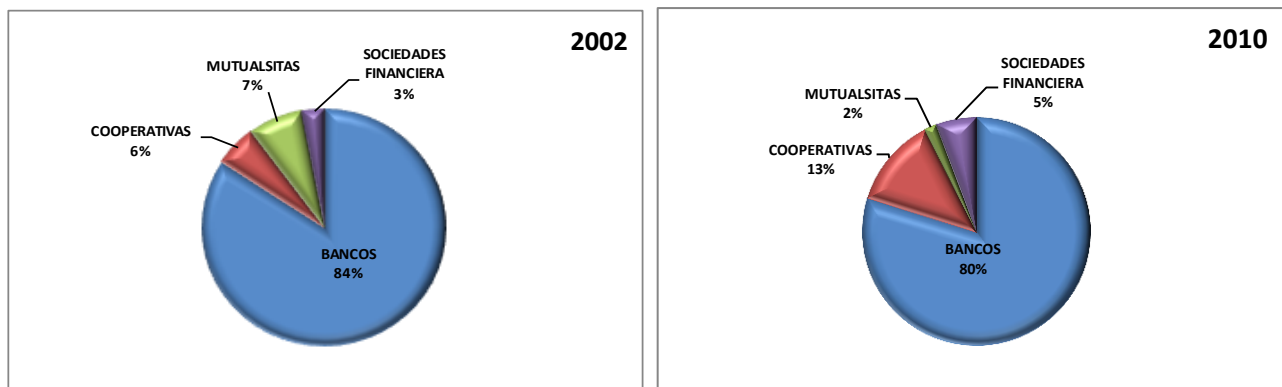 2002
SOCIEDADES
FINANCIERA
3%
MUTUALSITAS
7%
COOPERATIVAS
6%
BANCOS
84%
2010
SOCIEDADES
FINANCIERA
5%
MUTUALSITAS
2%
COOPERATIVAS
13%
BANCOS
80%